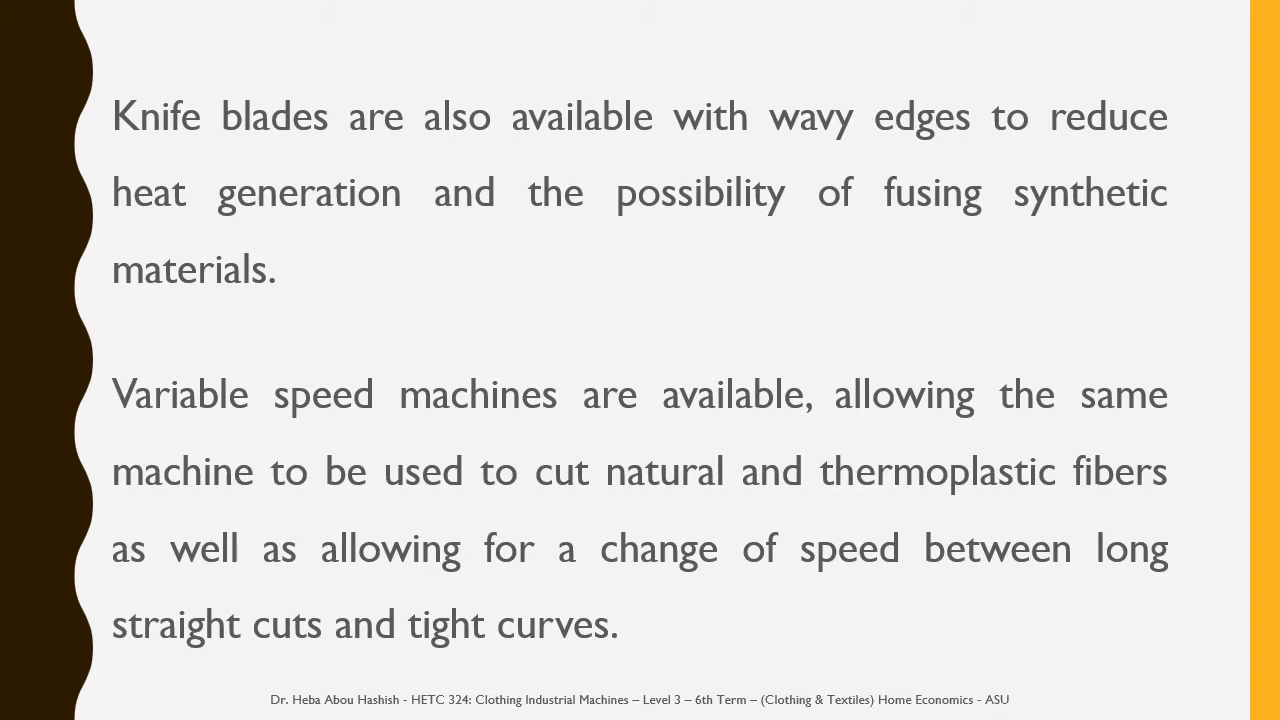 Knife blades are also available with wavy edges to reduce
heat generation and the possibility of fusing synthetic
materials.
Variable speed machines are available, allowing the same
machine to be used to cut natural and thermoplastic fibers
as well as allowing for a change of speed between long
straight cuts and tight curves.
Dr. Heba Abou Hashish - HETC 324: Clothing Industrial Machines – Level 3 – 6th Term – (Clothing & Textiles) Home Economics - ASU